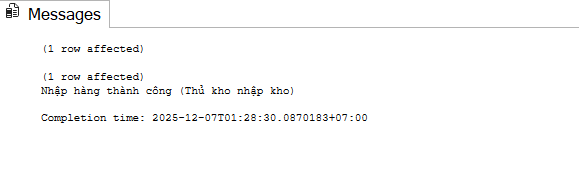 Messages
(1 row affected)
(1 row affected)
Nhập hàng thành công (Thủ kho nhập kho)
Completion time: 2025-12-07T01:28:30.0870183+07:00